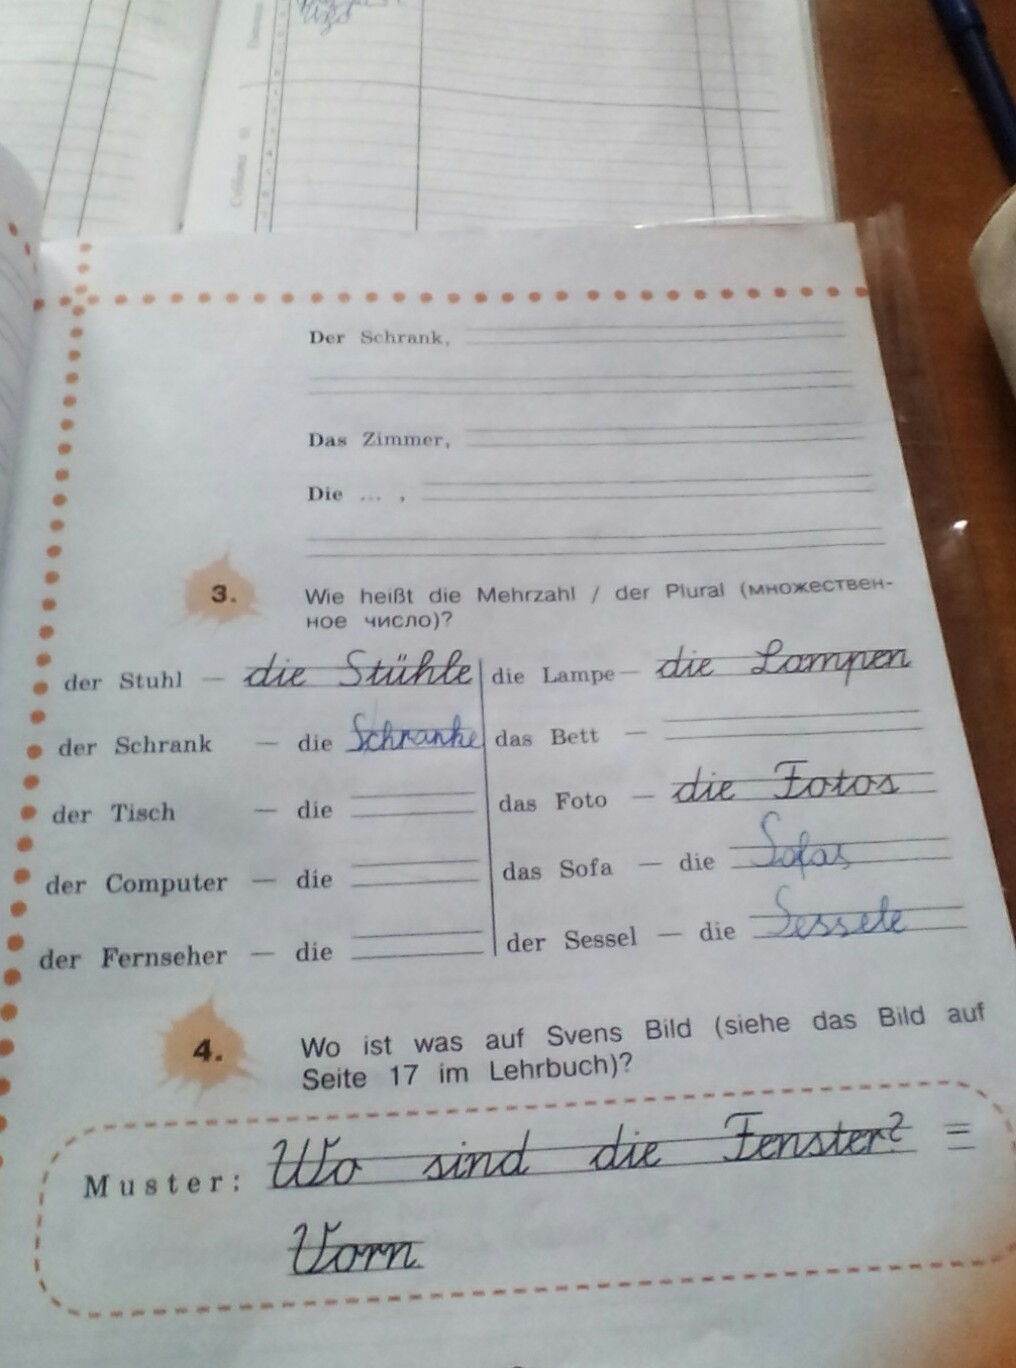 Суббота
Der Schrank,
Das Zimmer,
Die ... ,
3. Wie heißt die Mehrzahl / der Plural (множествен-
ное число)?
der Stuhl — die Stühle
die Lampe — die Lampen
der Schrank — die Schranke
das Bett —
der Tisch — die
das Foto — die Fotos
der Computer — die
das Sofa — die Sofas
der Fernseher — die
der Sessel — die Sessele
4. Wo ist was auf Svens Bild (siehe das Bild auf
Seite 17 im Lehrbuch)?
Muster: Wo sind die Fenster? =
Vorn